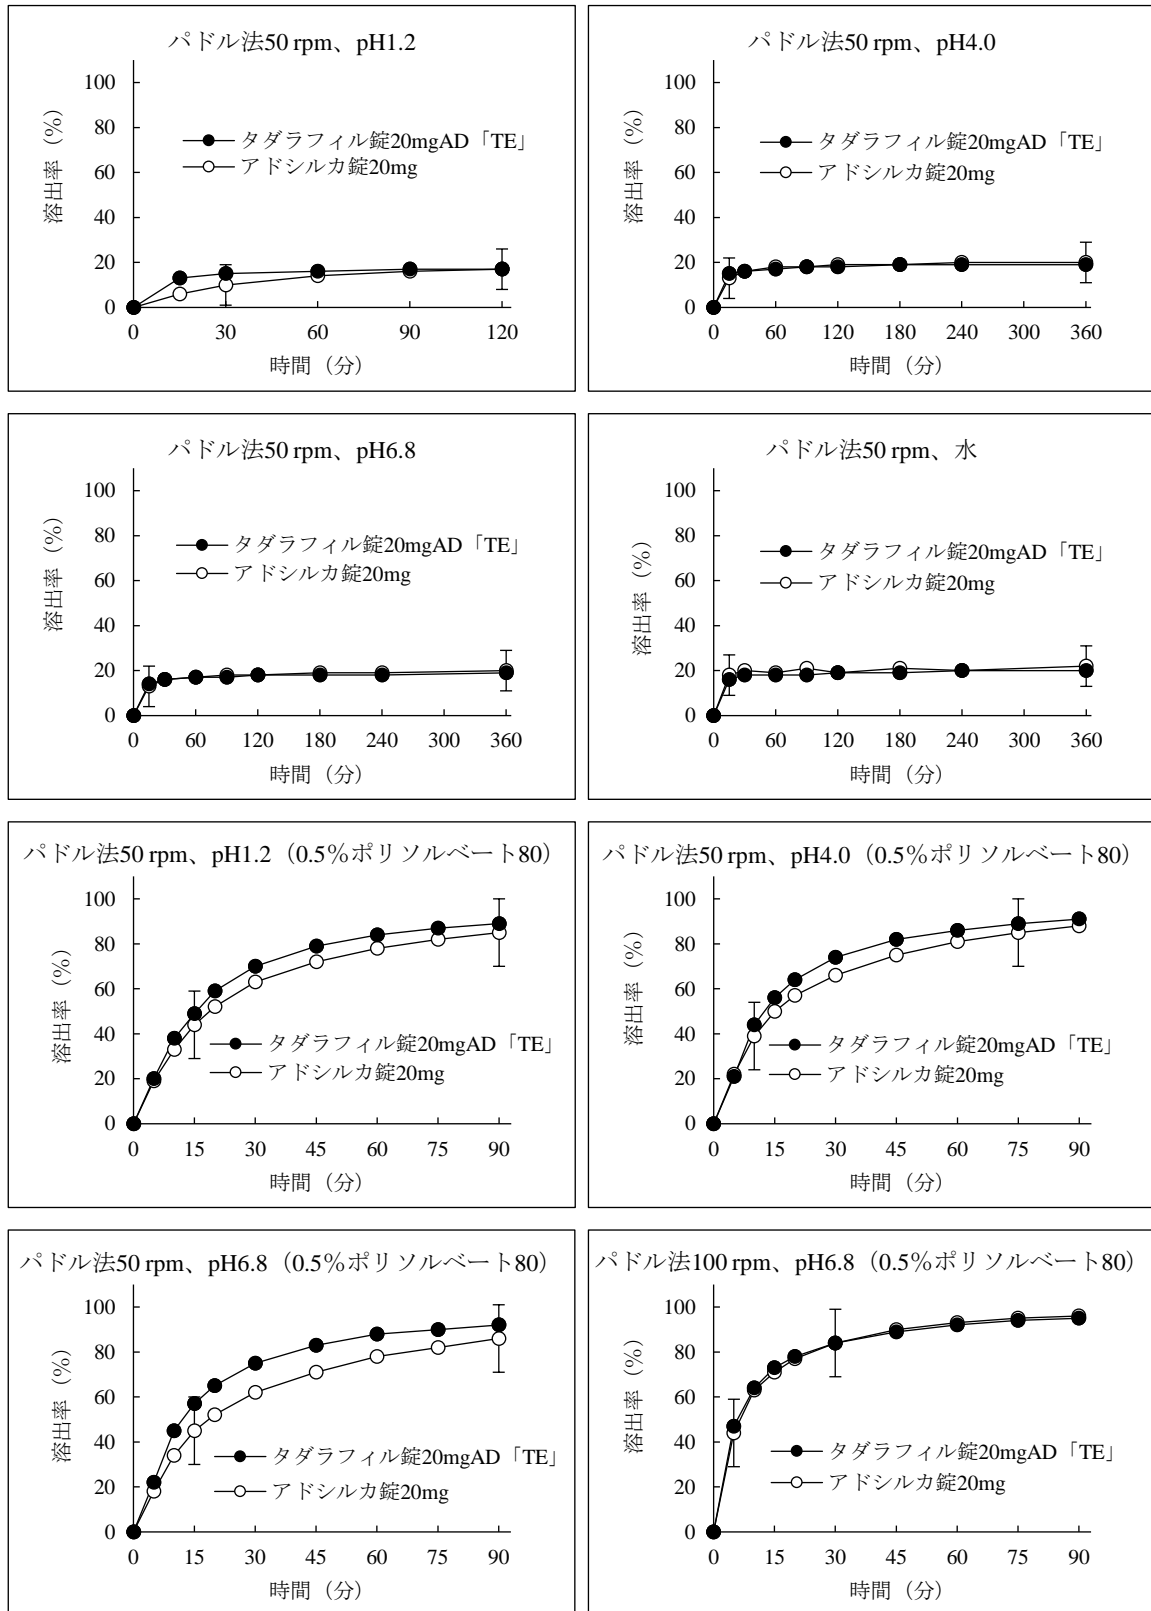 パドル法50 rpm、pH1.2
溶出率（%）
100
80
60
40
20
0
タダラフィル錠20mgAD「TE」
アドシルカ錠20mg
0 30 60 90 120
時間（分）
パドル法50 rpm、pH4.0
溶出率（%）
100
80
60
40
20
0
タダラフィル錠20mgAD「TE」
アドシルカ錠20mg
0 60 120 180 240 300 360
時間（分）
パドル法50 rpm、pH6.8
溶出率（%）
100
80
60
40
20
0
タダラフィル錠20mgAD「TE」
アドシルカ錠20mg
0 60 120 180 240 300 360
時間（分）
パドル法50 rpm、水
溶出率（%）
100
80
60
40
20
0
タダラフィル錠20mgAD「TE」
アドシルカ錠20mg
0 60 120 180 240 300 360
時間（分）
パドル法50 rpm、pH1.2（0.5%ポリソルベート80）
溶出率（%）
100
80
60
40
20
0
タダラフィル錠20mgAD「TE」
アドシルカ錠20mg
0 15 30 45 60 75 90
時間（分）
パドル法50 rpm、pH4.0（0.5%ポリソルベート80）
溶出率（%）
100
80
60
40
20
0
タダラフィル錠20mgAD「TE」
アドシルカ錠20mg
0 15 30 45 60 75 90
時間（分）
パドル法50 rpm、pH6.8（0.5%ポリソルベート80）
溶出率（%）
100
80
60
40
20
0
タダラフィル錠20mgAD「TE」
アドシルカ錠20mg
0 15 30 45 60 75 90
時間（分）
パドル法100 rpm、pH6.8（0.5%ポリソルベート80）
溶出率（%）
100
80
60
40
20
0
タダラフィル錠20mgAD「TE」
アドシルカ錠20mg
0 15 30 45 60 75 90
時間（分）